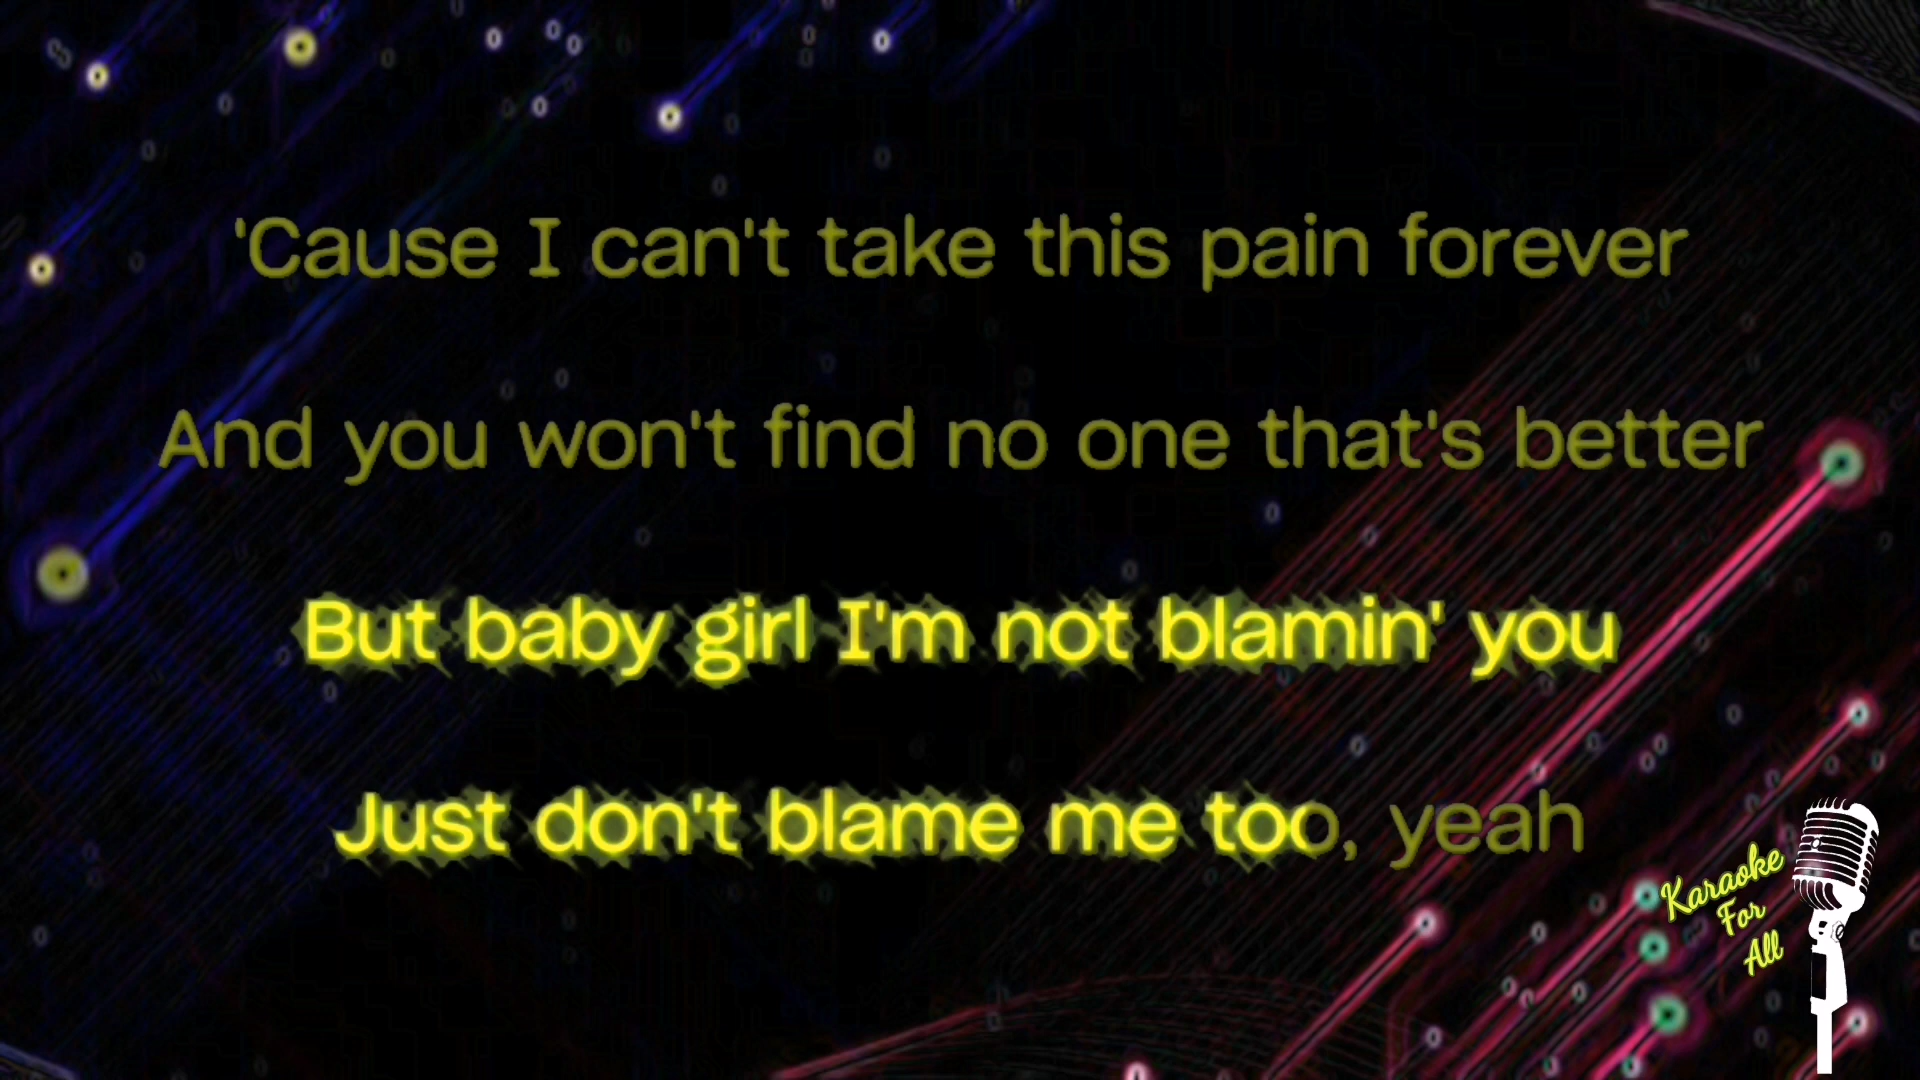 'Cause I can't take this pain forever
And you won't find no one that's better
But baby girl I'm not blamin' you
Just don't blame me too, yeah
Karaoke
For
All